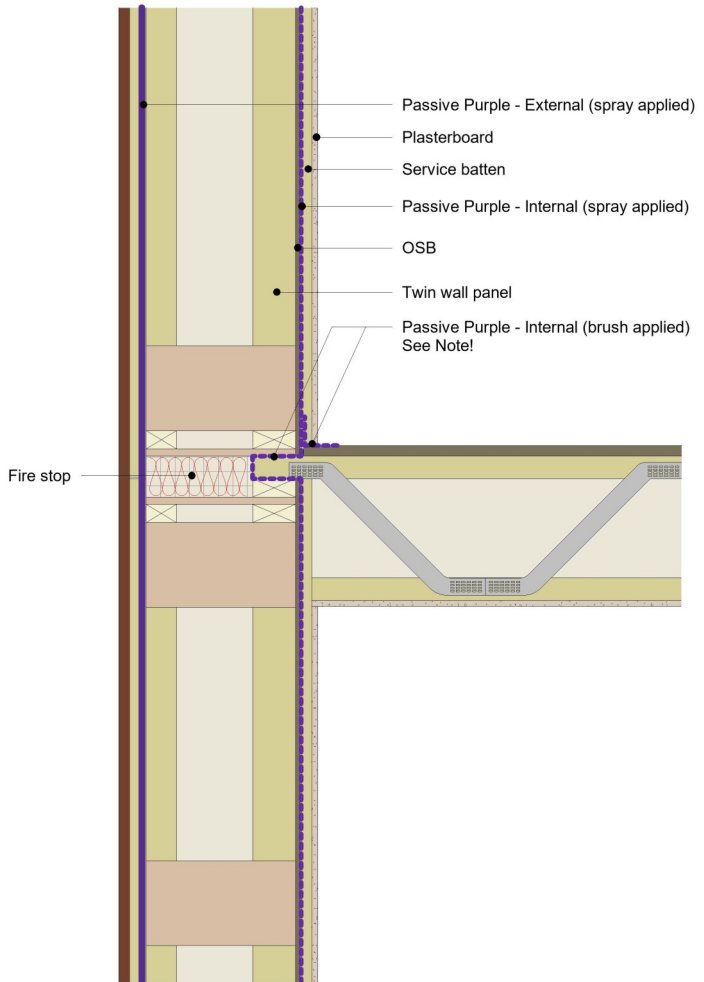 Passive Purple - External (spray applied)
Plasterboard
Service batten
Passive Purple - Internal (spray applied)
OSB
Twin wall panel
Passive Purple - Internal (brush applied)
See Note!
Fire stop